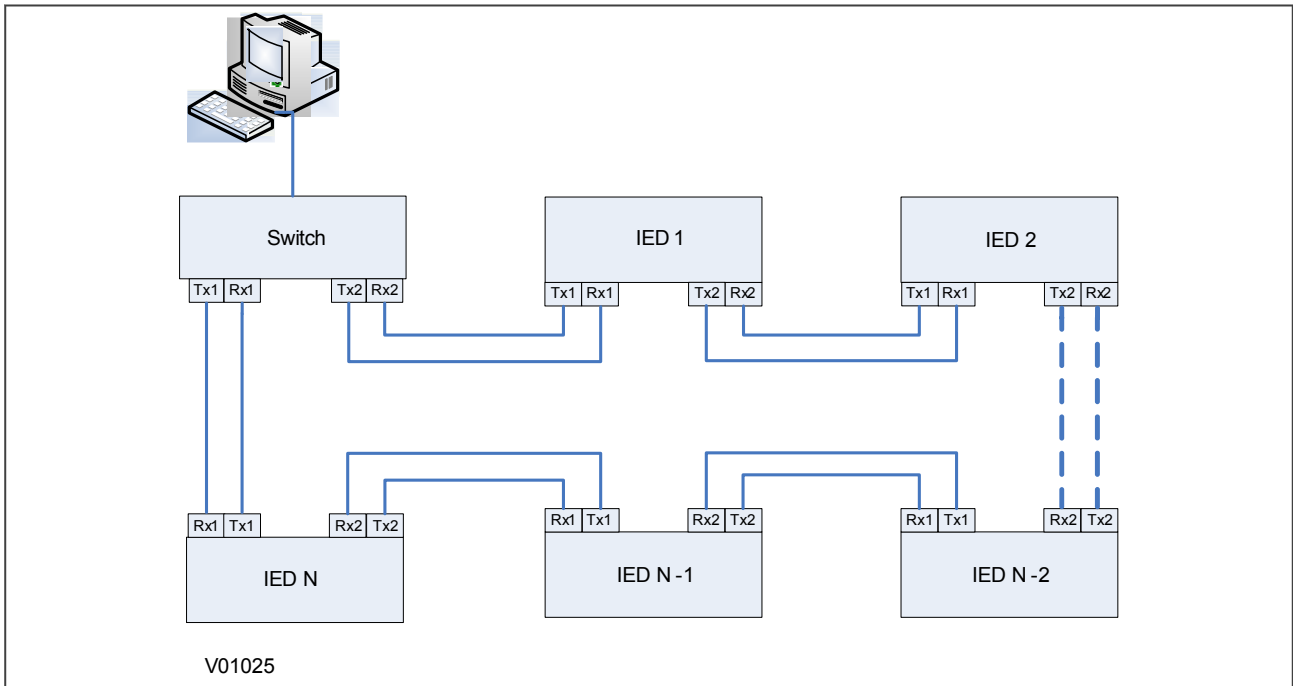 Switch
IED 1
IED 2
Tx1 Rx1 Tx2 Rx2
Tx1 Rx1 Tx2 Rx2
Tx1 Rx1 Tx2 Rx2
Rx1 Tx1 Rx2 Tx2
Rx1 Tx1 Rx2 Tx2
Rx1 Tx1 Rx2 Tx2
IED N
IED N -1
IED N -2
V01025